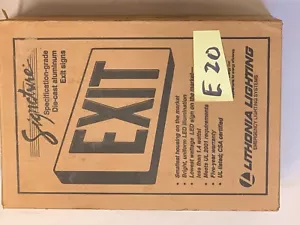 Signature
Specification-grade
Die-cast aluminum
Exit signs
EXIT
E 20
• Smallest housing on the market
• Bright, uniform LED illumination
• Lowest wattage LED sign on the market—
less than 1.4 watts!
• Meets UL 2001 requirements
• Five-year warranty
• UL listed; CSA certified
LITHONIA LIGHTING
EMERGENCY LIGHTING SYSTEMS